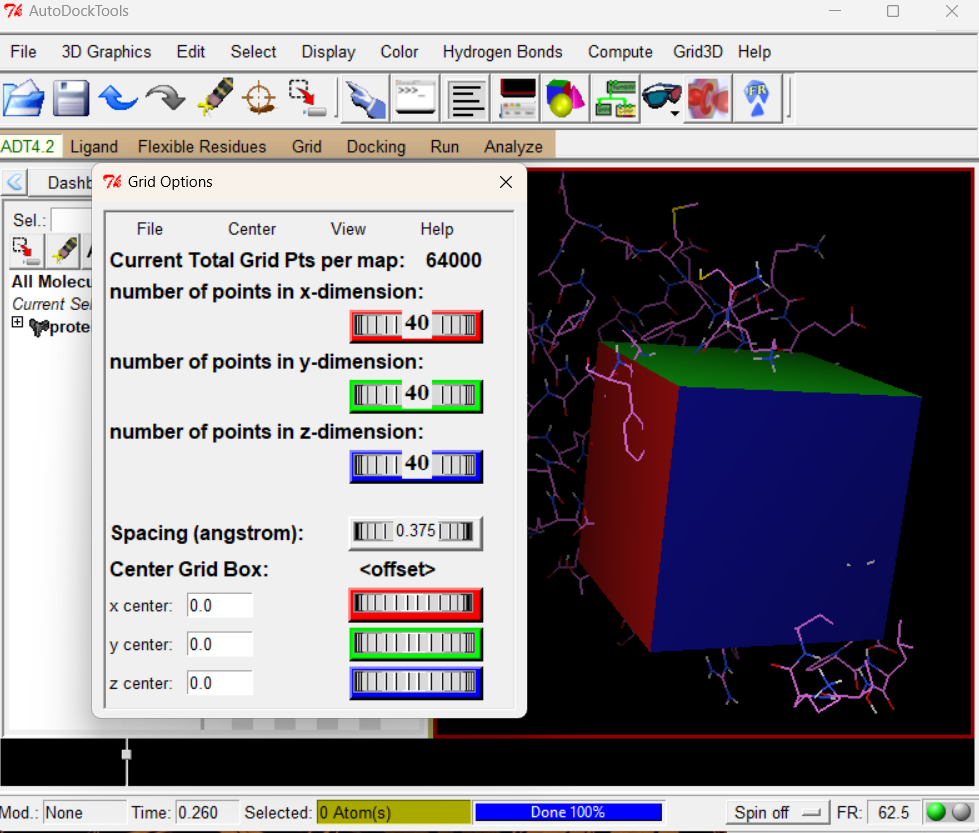 AutoDockTools
File 3D Graphics Edit Select Display Color Hydrogen Bonds Compute Grid3D Help
>>>_
FR
ADT4.2 Ligand Flexible Residues Grid Docking Run Analyze
Dashb
Grid Options
Sel.:
File Center View Help
Current Total Grid Pts per map: 64000
All Molecu
number of points in x-dimension:
Current Sel
40
prote
number of points in y-dimension:
40
number of points in z-dimension:
40
Spacing (angstrom): 0.375
Center Grid Box: <offset>
x center: 0.0
y center: 0.0
z center: 0.0
Mod.: None Time: 0.260 Selected: 0 Atom(s) Done 100% Spin off FR: 62.5